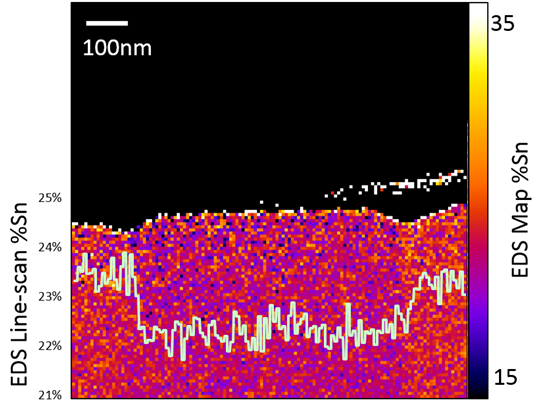 35
100nm
EDS Line-scan %Sn
25%
24%
23%
22%
21%
EDS Map %Sn
15